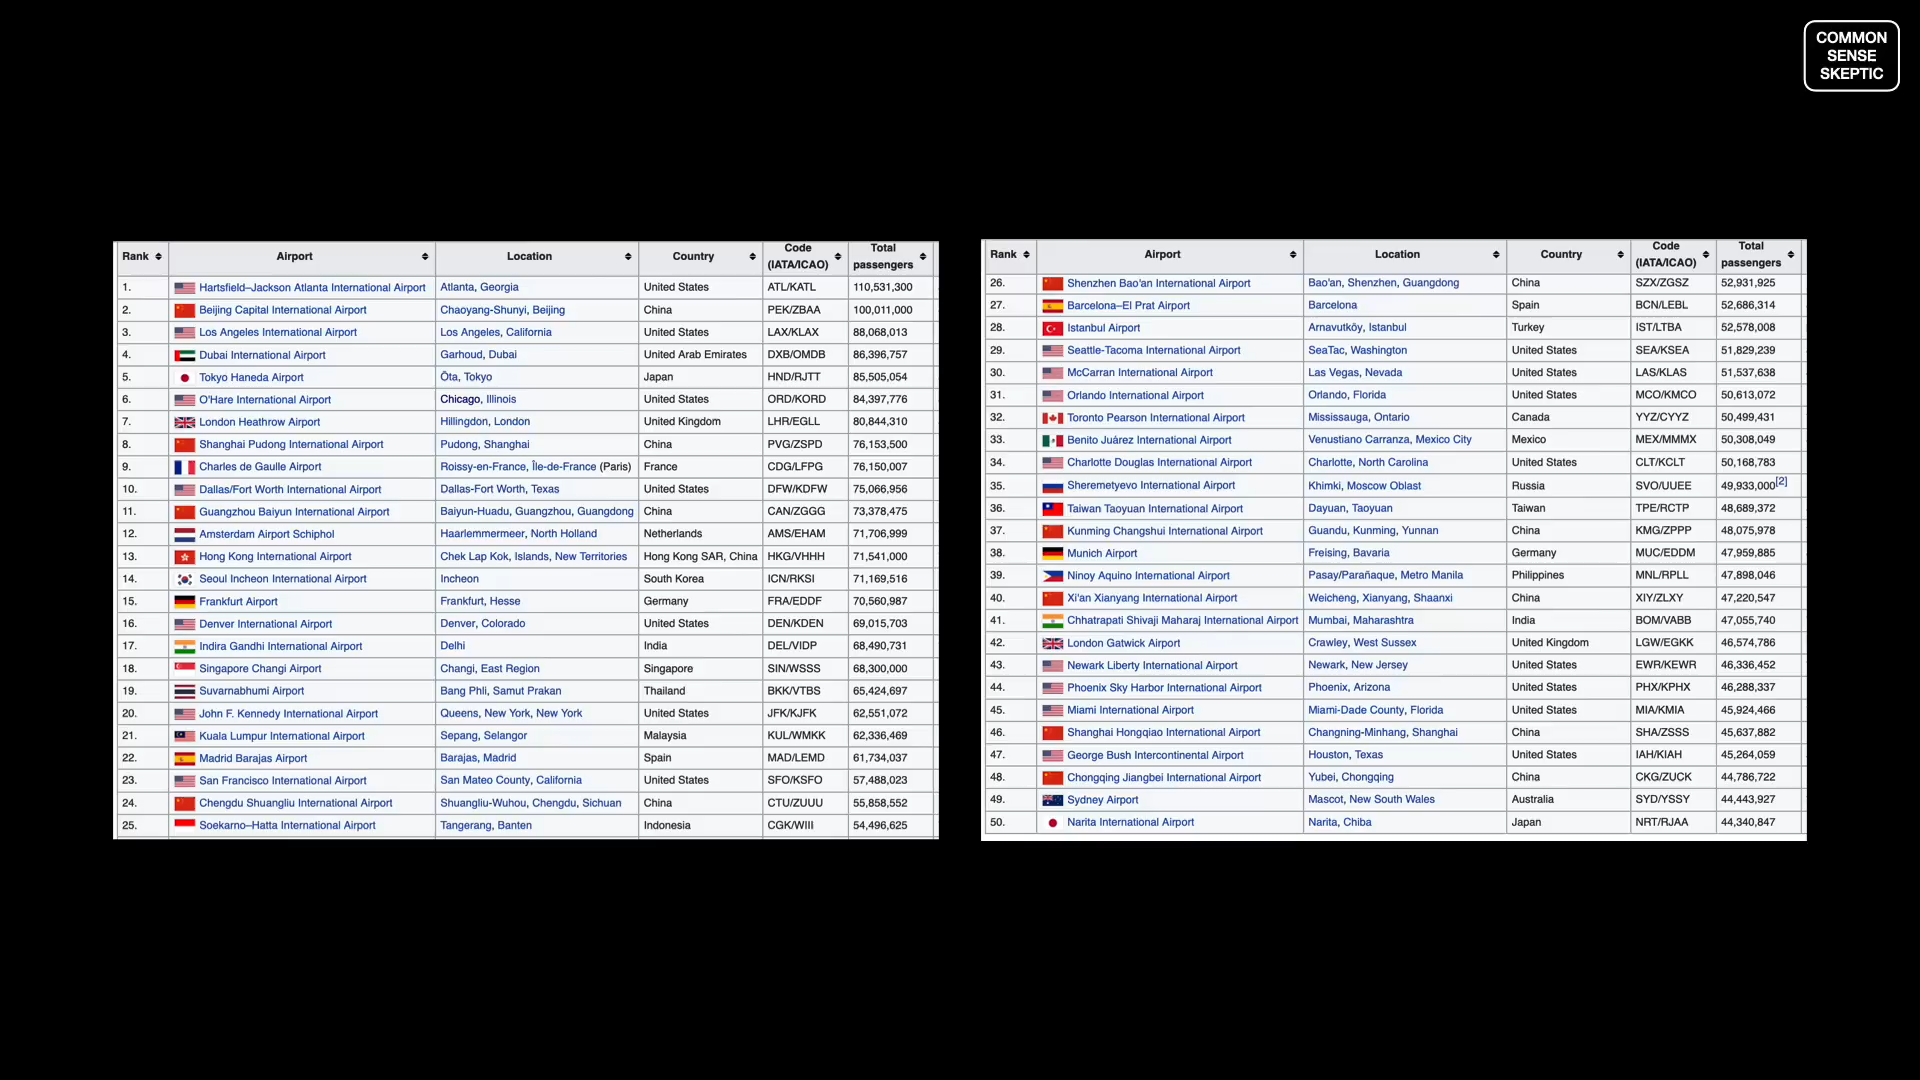 COMMON
SENSE
SKEPTIC
Rank Airport Location Country Code (IATA/ICAO) Total passengers
1. Hartsfield–Jackson Atlanta International Airport Atlanta, Georgia United States ATL/KATL 110,531,300
2. Beijing Capital International Airport Chaoyang-Shunyi, Beijing China PEK/ZBAA 100,011,000
3. Los Angeles International Airport Los Angeles, California United States LAX/KLAX 88,068,013
4. Dubai International Airport Garhoud, Dubai United Arab Emirates DXB/OMDB 86,396,757
5. Tokyo Haneda Airport Ōta, Tokyo Japan HND/RJTT 85,505,054
6. O'Hare International Airport Chicago, Illinois United States ORD/KORD 84,397,776
7. London Heathrow Airport Hillingdon, London United Kingdom LHR/EGLL 80,844,310
8. Shanghai Pudong International Airport Pudong, Shanghai China PVG/ZSPD 76,153,500
9. Charles de Gaulle Airport Roissy-en-France, Île-de-France (Paris) France CDG/LFPG 76,150,007
10. Dallas/Fort Worth International Airport Dallas-Fort Worth, Texas United States DFW/KDFW 75,066,956
11. Guangzhou Baiyun International Airport Baiyun-Huadu, Guangzhou, Guangdong China CAN/ZGGG 73,378,475
12. Amsterdam Airport Schiphol Haarlemmermeer, North Holland Netherlands AMS/EHAM 71,706,999
13. Hong Kong International Airport Chek Lap Kok, Islands, New Territories Hong Kong SAR, China HKG/VHHH 71,541,000
14. Seoul Incheon International Airport Incheon South Korea ICN/RKSI 71,169,516
15. Frankfurt Airport Frankfurt, Hesse Germany FRA/EDDF 70,560,987
16. Denver International Airport Denver, Colorado United States DEN/KDEN 69,015,703
17. Indira Gandhi International Airport Delhi India DEL/VIDP 68,490,731
18. Singapore Changi Airport Changi, East Region Singapore SIN/WSSS 68,300,000
19. Suvarnabhumi Airport Bang Phli, Samut Prakan Thailand BKK/VTBS 65,424,697
20. John F. Kennedy International Airport Queens, New York, New York United States JFK/KJFK 62,551,072
21. Kuala Lumpur International Airport Sepang, Selangor Malaysia KUL/WMKK 62,336,469
22. Madrid Barajas Airport Barajas, Madrid Spain MAD/LEMD 61,734,037
23. San Francisco International Airport San Mateo County, California United States SFO/KSFO 57,488,023
24. Chengdu Shuangliu International Airport Shuangliu-Wuhou, Chengdu, Sichuan China CTU/ZUUU 55,858,552
25. Soekarno–Hatta International Airport Tangerang, Banten Indonesia CGK/WIII 54,496,625
Rank Airport Location Country Code (IATA/ICAO) Total passengers
26. Shenzhen Bao'an International Airport Bao'an, Shenzhen, Guangdong China SZX/ZGSZ 52,931,925
27. Barcelona–El Prat Airport Barcelona Spain BCN/LEBL 52,686,314
28. Istanbul Airport Arnavutköy, Istanbul Turkey IST/LTBA 52,578,008
29. Seattle-Tacoma International Airport SeaTac, Washington United States SEA/KSEA 51,829,239
30. McCarran International Airport Las Vegas, Nevada United States LAS/KLAS 51,537,638
31. Orlando International Airport Orlando, Florida United States MCO/KMCO 50,613,072
32. Toronto Pearson International Airport Mississauga, Ontario Canada YYZ/CYYZ 50,499,431
33. Benito Juárez International Airport Venustiano Carranza, Mexico City Mexico MEX/MMMX 50,308,049
34. Charlotte Douglas International Airport Charlotte, North Carolina United States CLT/KCLT 50,168,783
35. Sheremetyevo International Airport Khimki, Moscow Oblast Russia SVO/UUEE 49,933,000[2]
36. Taiwan Taoyuan International Airport Dayuan, Taoyuan Taiwan TPE/RCTP 48,689,372
37. Kunming Changshui International Airport Guandu, Kunming, Yunnan China KMG/ZPPP 48,075,978
38. Munich Airport Freising, Bavaria Germany MUC/EDDM 47,959,885
39. Ninoy Aquino International Airport Pasay/Parañaque, Metro Manila Philippines MNL/RPLL 47,898,046
40. Xi'an Xianyang International Airport Weicheng, Xianyang, Shaanxi China XIY/ZLXY 47,220,547
41. Chhatrapati Shivaji Maharaj International Airport Mumbai, Maharashtra India BOM/VABB 47,055,740
42. London Gatwick Airport Crawley, West Sussex United Kingdom LGW/EGKK 46,574,786
43. Newark Liberty International Airport Newark, New Jersey United States EWR/KEWR 46,336,452
44. Phoenix Sky Harbor International Airport Phoenix, Arizona United States PHX/KPHX 46,288,337
45. Miami International Airport Miami-Dade County, Florida United States MIA/KMIA 45,924,466
46. Shanghai Hongqiao International Airport Changning-Minhang, Shanghai China SHA/ZSSS 45,637,882
47. George Bush Intercontinental Airport Houston, Texas United States IAH/KIAH 45,264,059
48. Chongqing Jiangbei International Airport Yubei, Chongqing China CKG/ZUCK 44,786,722
49. Sydney Airport Mascot, New South Wales Australia SYD/YSSY 44,443,927
50. Narita International Airport Narita, Chiba Japan NRT/RJAA 44,340,847